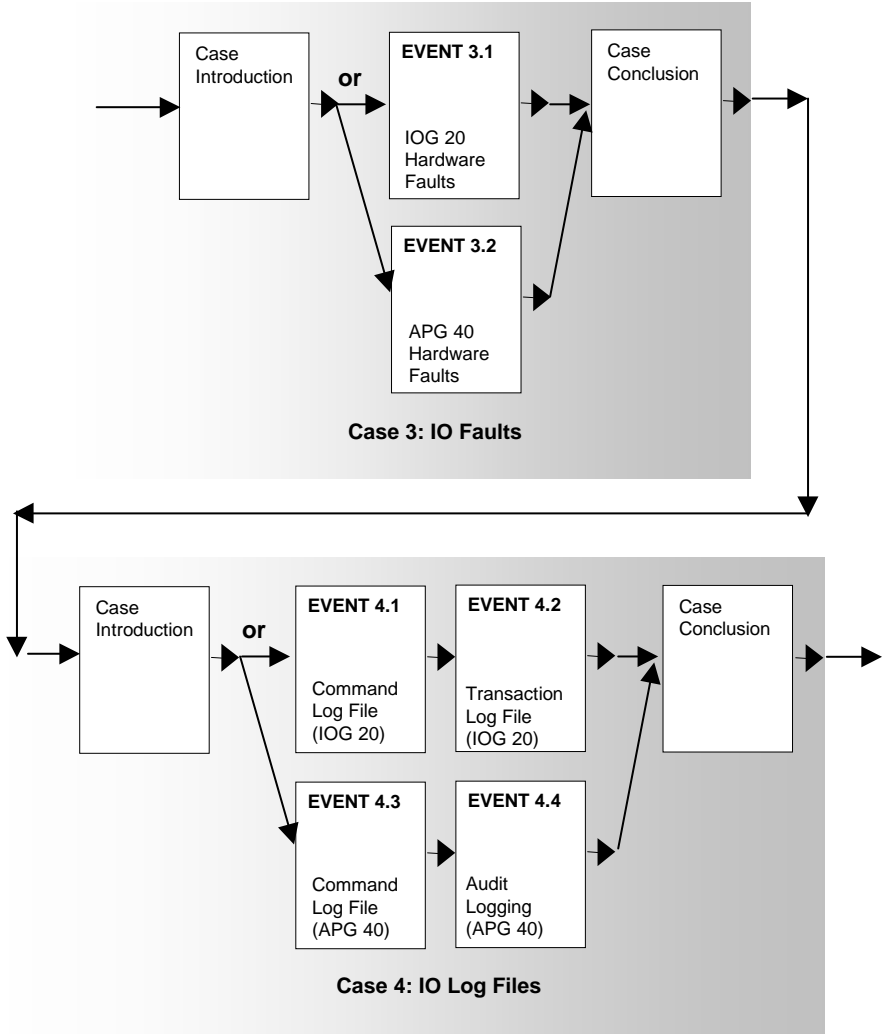 Case
Introduction
or
EVENT 3.1
IOG 20
Hardware
Faults
Case
Conclusion
EVENT 3.2
APG 40
Hardware
Faults
Case 3: IO Faults
Case
Introduction
or
EVENT 4.1
Command
Log File
(IOG 20)
EVENT 4.2
Transaction
Log File
(IOG 20)
Case
Conclusion
EVENT 4.3
Command
Log File
(APG 40)
EVENT 4.4
Audit
Logging
(APG 40)
Case 4: IO Log Files